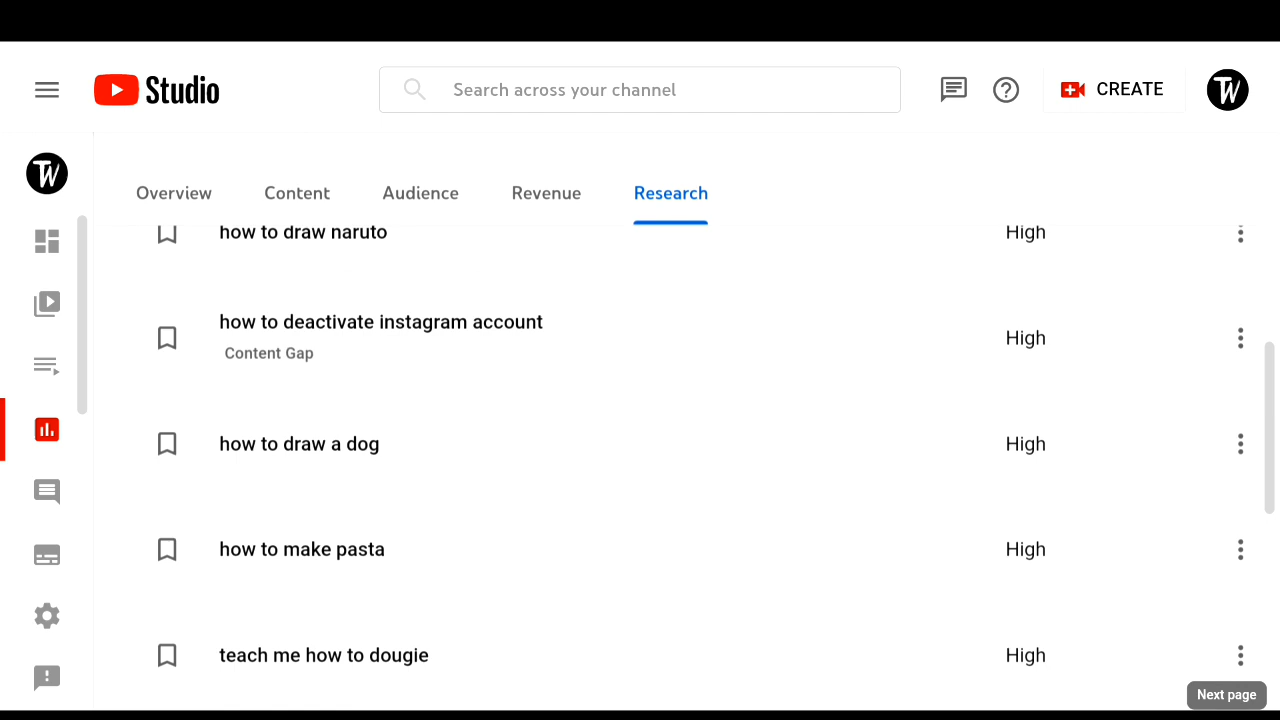 Studio
Search across your channel
CREATE
TW
TW
Overview Content Audience Revenue Research
how to draw naruto High
how to deactivate instagram account
Content Gap
High
how to draw a dog High
how to make pasta High
teach me how to dougie High
Next page